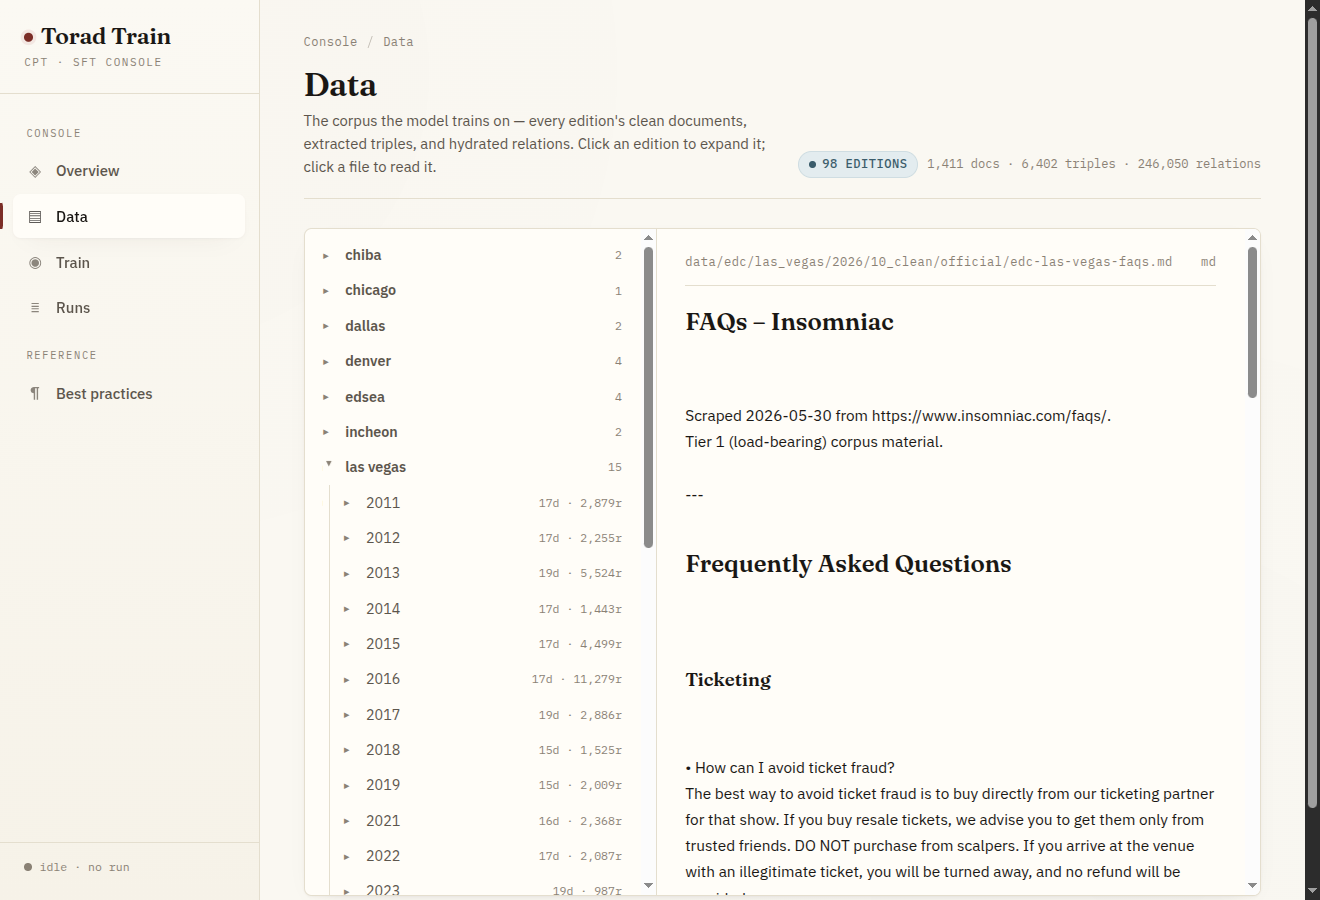 Torad Train
CPT · SFT CONSOLE
CONSOLE
Overview
Data
Train
Runs
REFERENCE
¶ Best practices
idle · no run
Console / Data
Data
The corpus the model trains on — every edition's clean documents,
extracted triples, and hydrated relations. Click an edition to expand it;
click a file to read it.
98 EDITIONS 1,411 docs · 6,402 triples · 246,050 relations
chiba 2
chicago 1
dallas 2
denver 4
edsea 4
incheon 2
las vegas 15
2011 17d · 2,879r
2012 17d · 2,255r
2013 19d · 5,524r
2014 17d · 1,443r
2015 17d · 4,499r
2016 17d · 11,279r
2017 19d · 2,886r
2018 15d · 1,525r
2019 15d · 2,009r
2021 16d · 2,368r
2022 17d · 2,087r
2023 19d · 987r
data/edc/las_vegas/2026/10_clean/official/edc-las-vegas-faqs.md md
FAQs – Insomniac
Scraped 2026-05-30 from https://www.insomniac.com/faqs/.
Tier 1 (load-bearing) corpus material.
---
Frequently Asked Questions
Ticketing
• How can I avoid ticket fraud?
The best way to avoid ticket fraud is to buy directly from our ticketing partner
for that show. If you buy resale tickets, we advise you to get them only from
trusted friends. DO NOT purchase from scalpers. If you arrive at the venue
with an illegitimate ticket, you will be turned away, and no refund will be